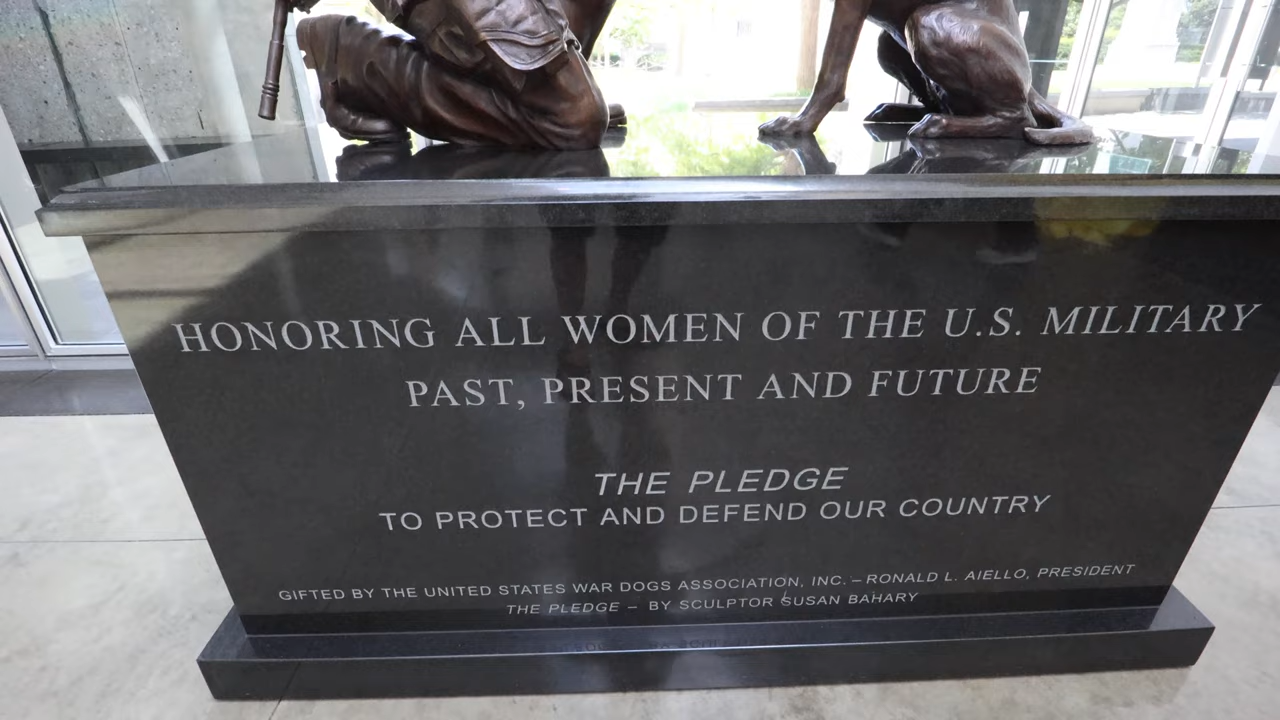 HONORING ALL WOMEN OF THE U.S. MILITARY
PAST, PRESENT AND FUTURE
THE PLEDGE
TO PROTECT AND DEFEND OUR COUNTRY
GIFTED BY THE UNITED STATES WAR DOGS ASSOCIATION, INC. – RONALD L. AIELLO, PRESIDENT
THE PLEDGE – BY SCULPTOR SUSAN BAHARY